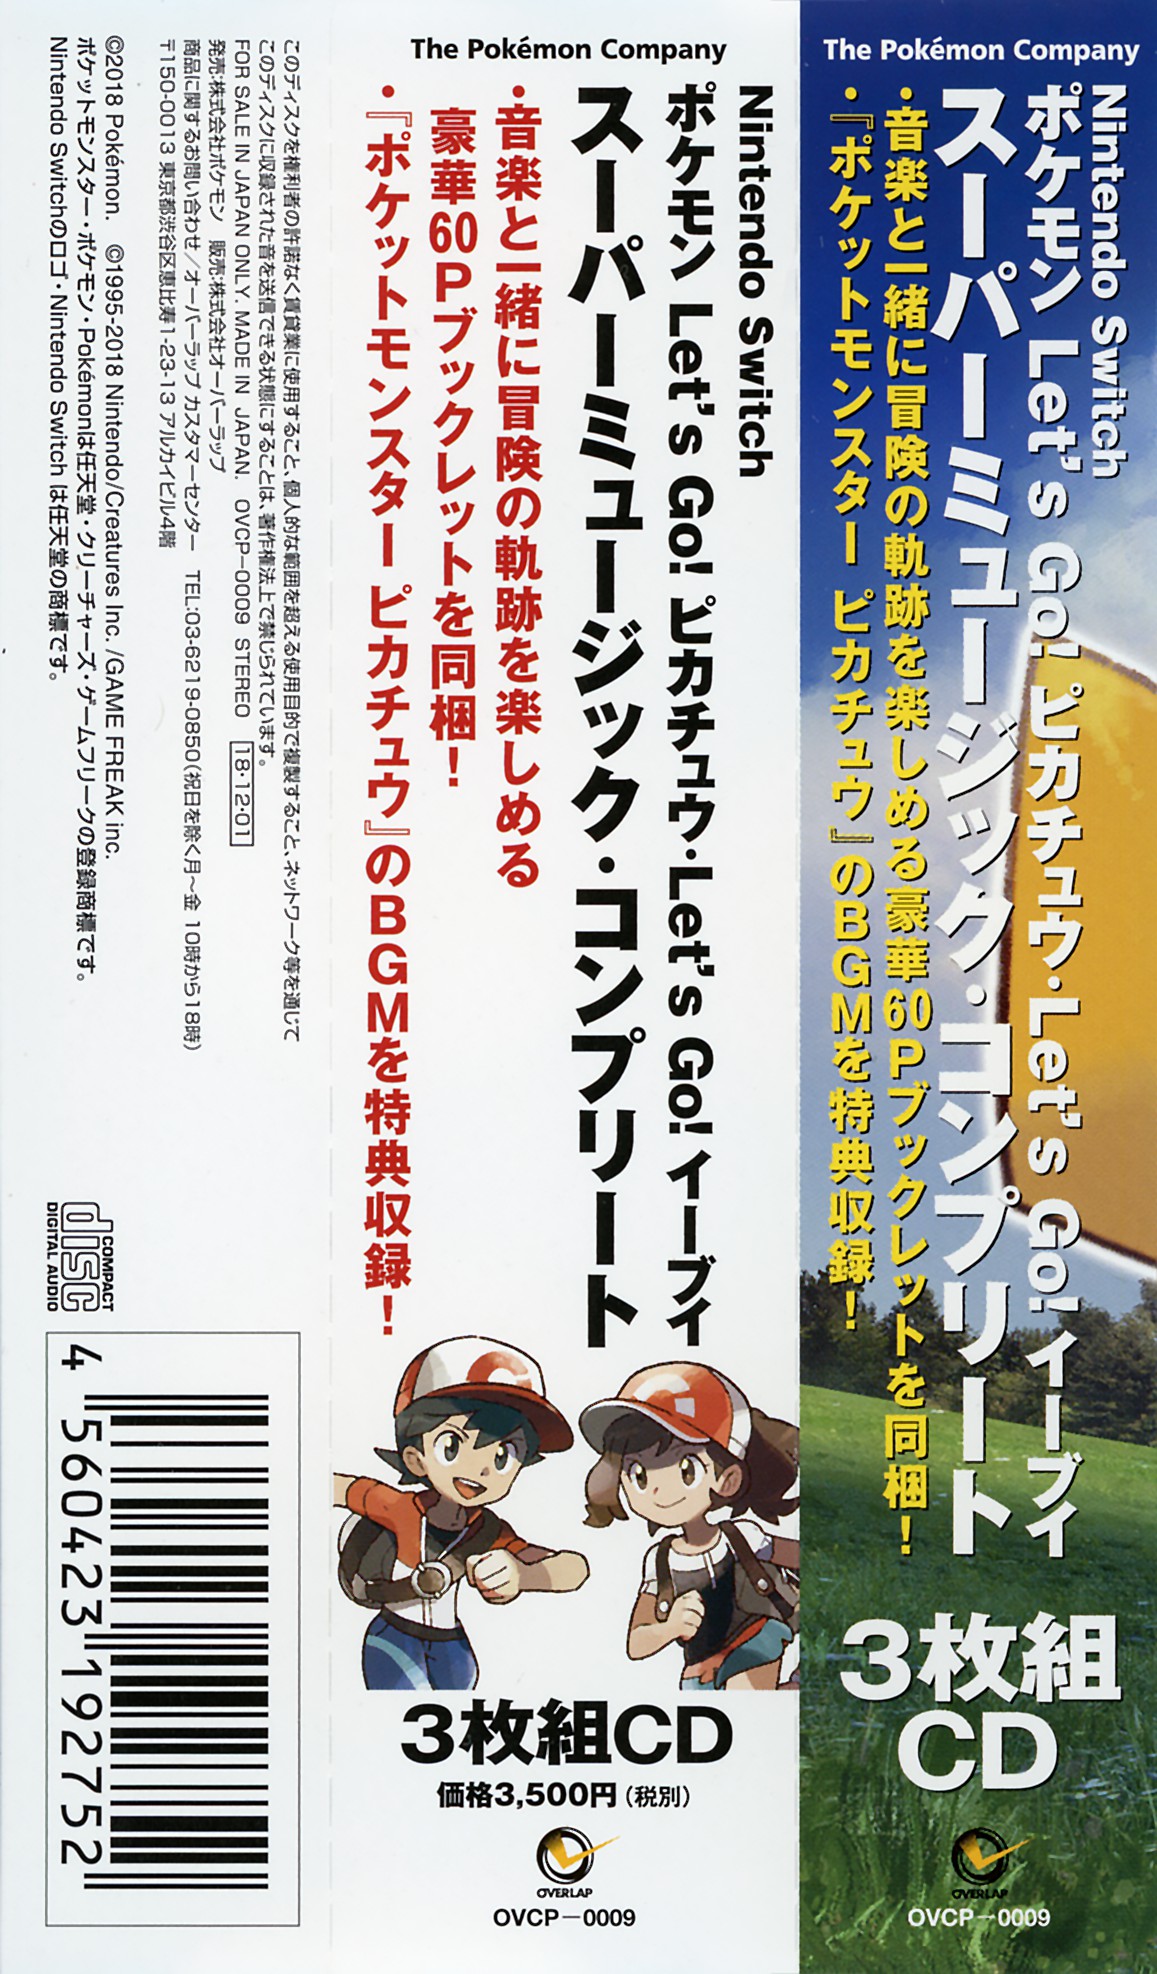 The Pokémon Company
Nintendo Switch
ポケモン Let's Go! ピカチュウ・Let's Go! イーブイ
スーパーミュージック・コンプリート
・音楽と一緒に冒険の軌跡を楽しめる豪華60Pブックレットを同梱!
・『ポケットモンスター ピカチュウ』のBGMを特典収録!
3枚組
CD
OVERLAP
OVCP－0009
The Pokémon Company
Nintendo Switch
ポケモン Let's Go! ピカチュウ・Let's Go! イーブイ
スーパーミュージック・コンプリート
・音楽と一緒に冒険の軌跡を楽しめる
豪華60Pブックレットを同梱!
・『ポケットモンスター ピカチュウ』のBGMを特典収録!
3枚組CD
価格3,500円(税別)
OVERLAP
OVCP－0009
このディスクを権利者の許諾なく賃貸業に使用すること、個人的な範囲を超える使用目的で複製すること、ネットワーク等を通じて
このディスクに収録された音を送信できる状態にすることは、著作権法上で禁じられています。
FOR SALE IN JAPAN ONLY. MADE IN JAPAN. OVCP－0009 STEREO 18・12・01
発売:株式会社ポケモン 販売:株式会社オーバーラップ
商品に関するお問い合わせ／オーバーラップ カスタマーセンター TEL:03-6219-0850(祝日を除く月〜金 10時から18時)
〒150-0013 東京都渋谷区恵比寿1-23-13 アルカイビル4階
©2018 Pokémon. ©1995-2018 Nintendo/Creatures Inc. /GAME FREAK inc.
ポケットモンスター・ポケモン・Pokémonは任天堂・クリーチャーズ・ゲームフリークの登録商標です。
Nintendo Switchのロゴ・Nintendo Switch は任天堂の商標です。
COMPACT
disc
DIGITAL AUDIO
4 560423 192752